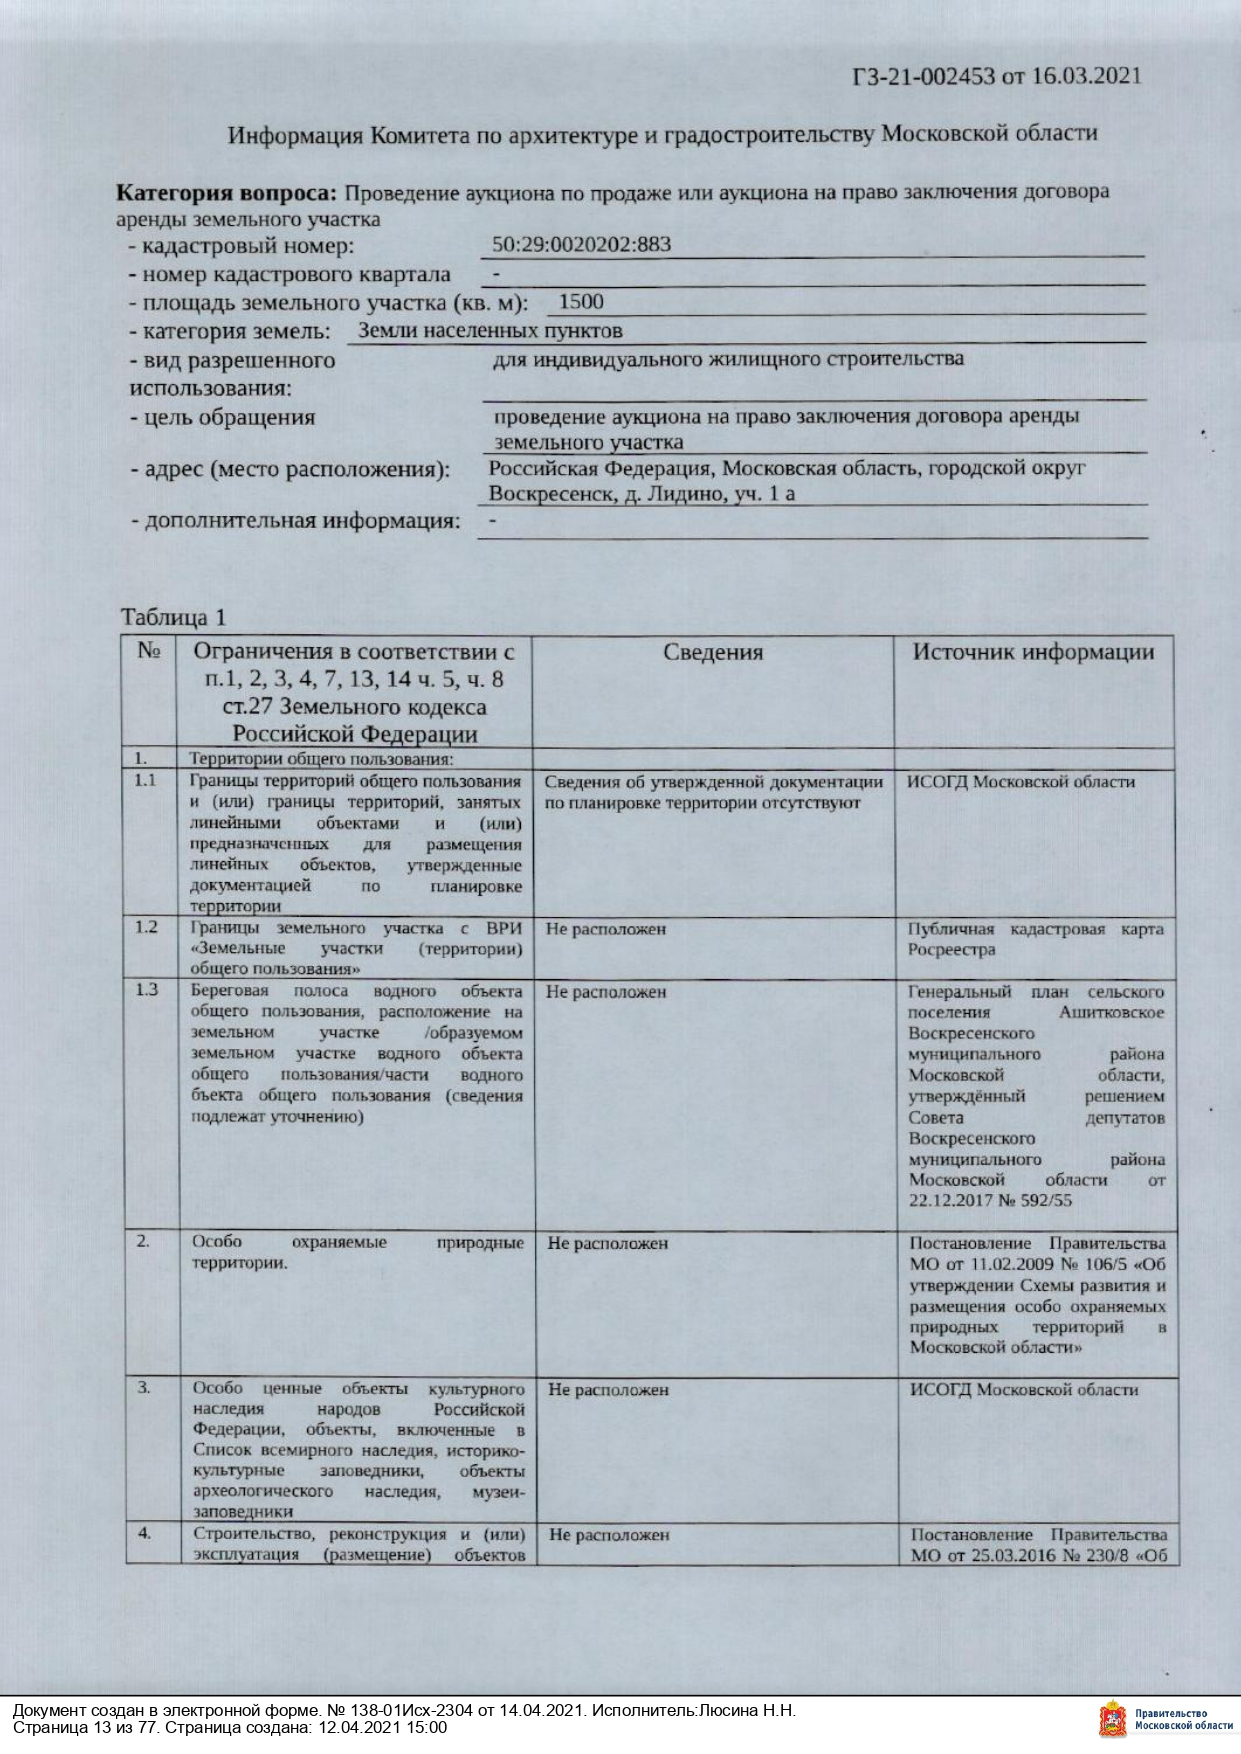 ГЗ-21-002453 от 16.03.2021
Информация Комитета по архитектуре и градостроительству Московской области
Категория вопроса: Проведение аукциона по продаже или аукциона на право заключения договора
аренды земельного участка
- кадастровый номер: 50:29:0020202:883
- номер кадастрового квартала -
- площадь земельного участка (кв. м): 1500
- категория земель: Земли населенных пунктов
- вид разрешенного для индивидуального жилищного строительства
использования:
- цель обращения проведение аукциона на право заключения договора аренды
земельного участка
- адрес (место расположения): Российская Федерация, Московская область, городской округ
Воскресенск, д. Лидино, уч. 1 а
- дополнительная информация: -
Таблица 1
№
Ограничения в соответствии с
п.1, 2, 3, 4, 7, 13, 14 ч. 5, ч. 8
ст.27 Земельного кодекса
Российской Федерации
Сведения
Источник информации
1.
Территории общего пользования:
1.1
Границы территорий общего пользования
и (или) границы территорий, занятых
линейными объектами и (или)
предназначенных для размещения
линейных объектов, утвержденные
документацией по планировке
территории
Сведения об утвержденной документации
по планировке территории отсутствуют
ИСОГД Московской области
1.2
Границы земельного участка с ВРИ
«Земельные участки (территории)
общего пользования»
Не расположен
Публичная кадастровая карта
Росреестра
1.3
Береговая полоса водного объекта
общего пользования, расположение на
земельном участке /образуемом
земельном участке водного объекта
общего пользования/части водного
бъекта общего пользования (сведения
подлежат уточнению)
Не расположен
Генеральный план сельского
поселения Ашитковское
Воскресенского
муниципального района
Московской области,
утверждённый решением
Совета депутатов
Воскресенского
муниципального района
Московской области от
22.12.2017 № 592/55
2.
Особо охраняемые природные
территории.
Не расположен
Постановление Правительства
МО от 11.02.2009 № 106/5 «Об
утверждении Схемы развития и
размещения особо охраняемых
природных территорий в
Московской области»
3.
Особо ценные объекты культурного
наследия народов Российской
Федерации, объекты, включенные в
Список всемирного наследия, историко-
культурные заповедники, объекты
археологического наследия, музеи-
заповедники
Не расположен
ИСОГД Московской области
4.
Строительство, реконструкция и (или)
эксплуатация (размещение) объектов
Не расположен
Постановление Правительства
МО от 25.03.2016 № 230/8 «Об
Документ создан в электронной форме. № 138-01Исх-2304 от 14.04.2021. Исполнитель:Люсина Н.Н.
Страница 13 из 77. Страница создана: 12.04.2021 15:00
Правительство
Московской области